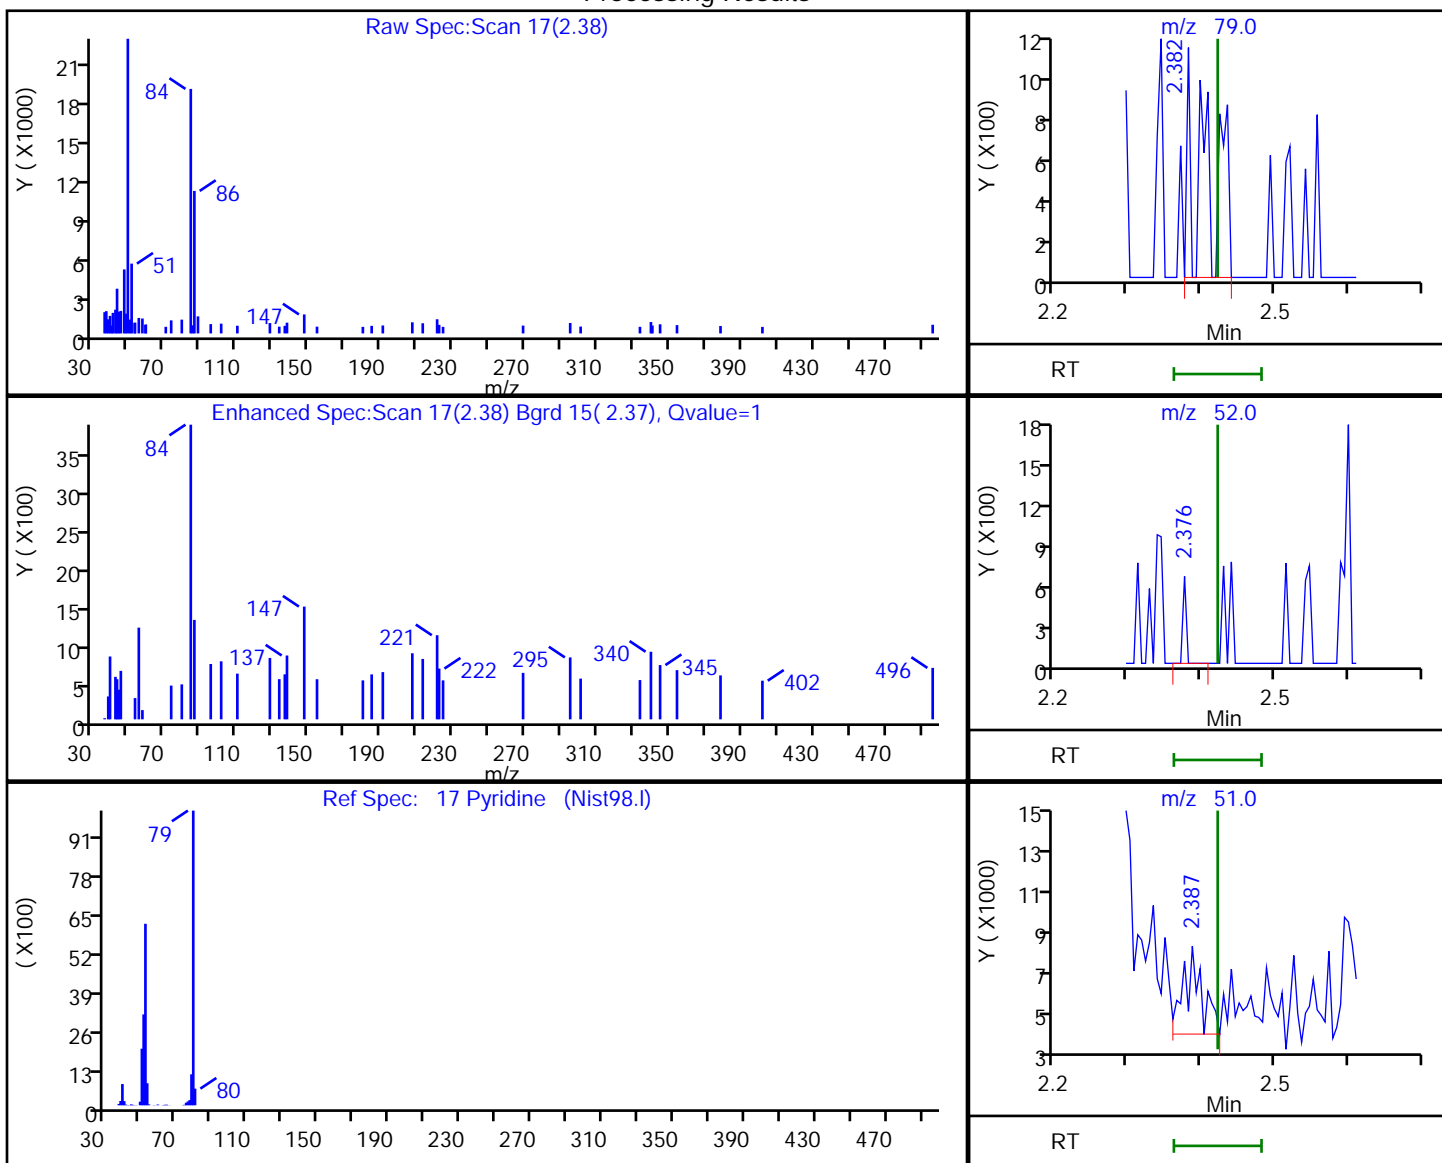 Processing Results
Raw Spec:Scan 17(2.38)
Y ( X1000)
21
18
15
12
9
6
3
0
84
86
51
147
30 70 110 150 190 230 270 310 350 390 430 470
m/z
m/z 79.0
Y ( X100)
12
10
8
6
4
2
0
2.382
2.2 2.5
Min
RT
Enhanced Spec:Scan 17(2.38) Bgrd 15( 2.37), Qvalue=1
Y ( X100)
35
30
25
20
15
10
5
0
84
147
137
221
222
295
340
345
402
496
30 70 110 150 190 230 270 310 350 390 430 470
m/z
m/z 52.0
Y ( X100)
18
15
12
9
6
3
0
2.376
2.2 2.5
Min
RT
Ref Spec: 17 Pyridine (Nist98.l)
( X100)
91
78
65
52
39
26
13
0
79
80
30 70 110 150 190 230 270 310 350 390 430 470
m/z 51.0
Y ( X1000)
15
13
11
9
7
5
3
2.387
2.2 2.5
Min
RT